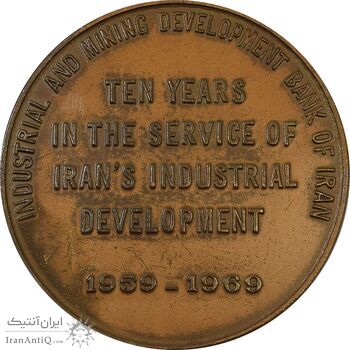 INDUSTRIAL AND MINING DEVELOPMENT BANK OF IRAN
TEN YEARS
IN THE SERVICE OF
IRAN'S INDUSTRIAL
DEVELOPMENT
1959-1969
ایران آنتیک
IranAntiQ.com